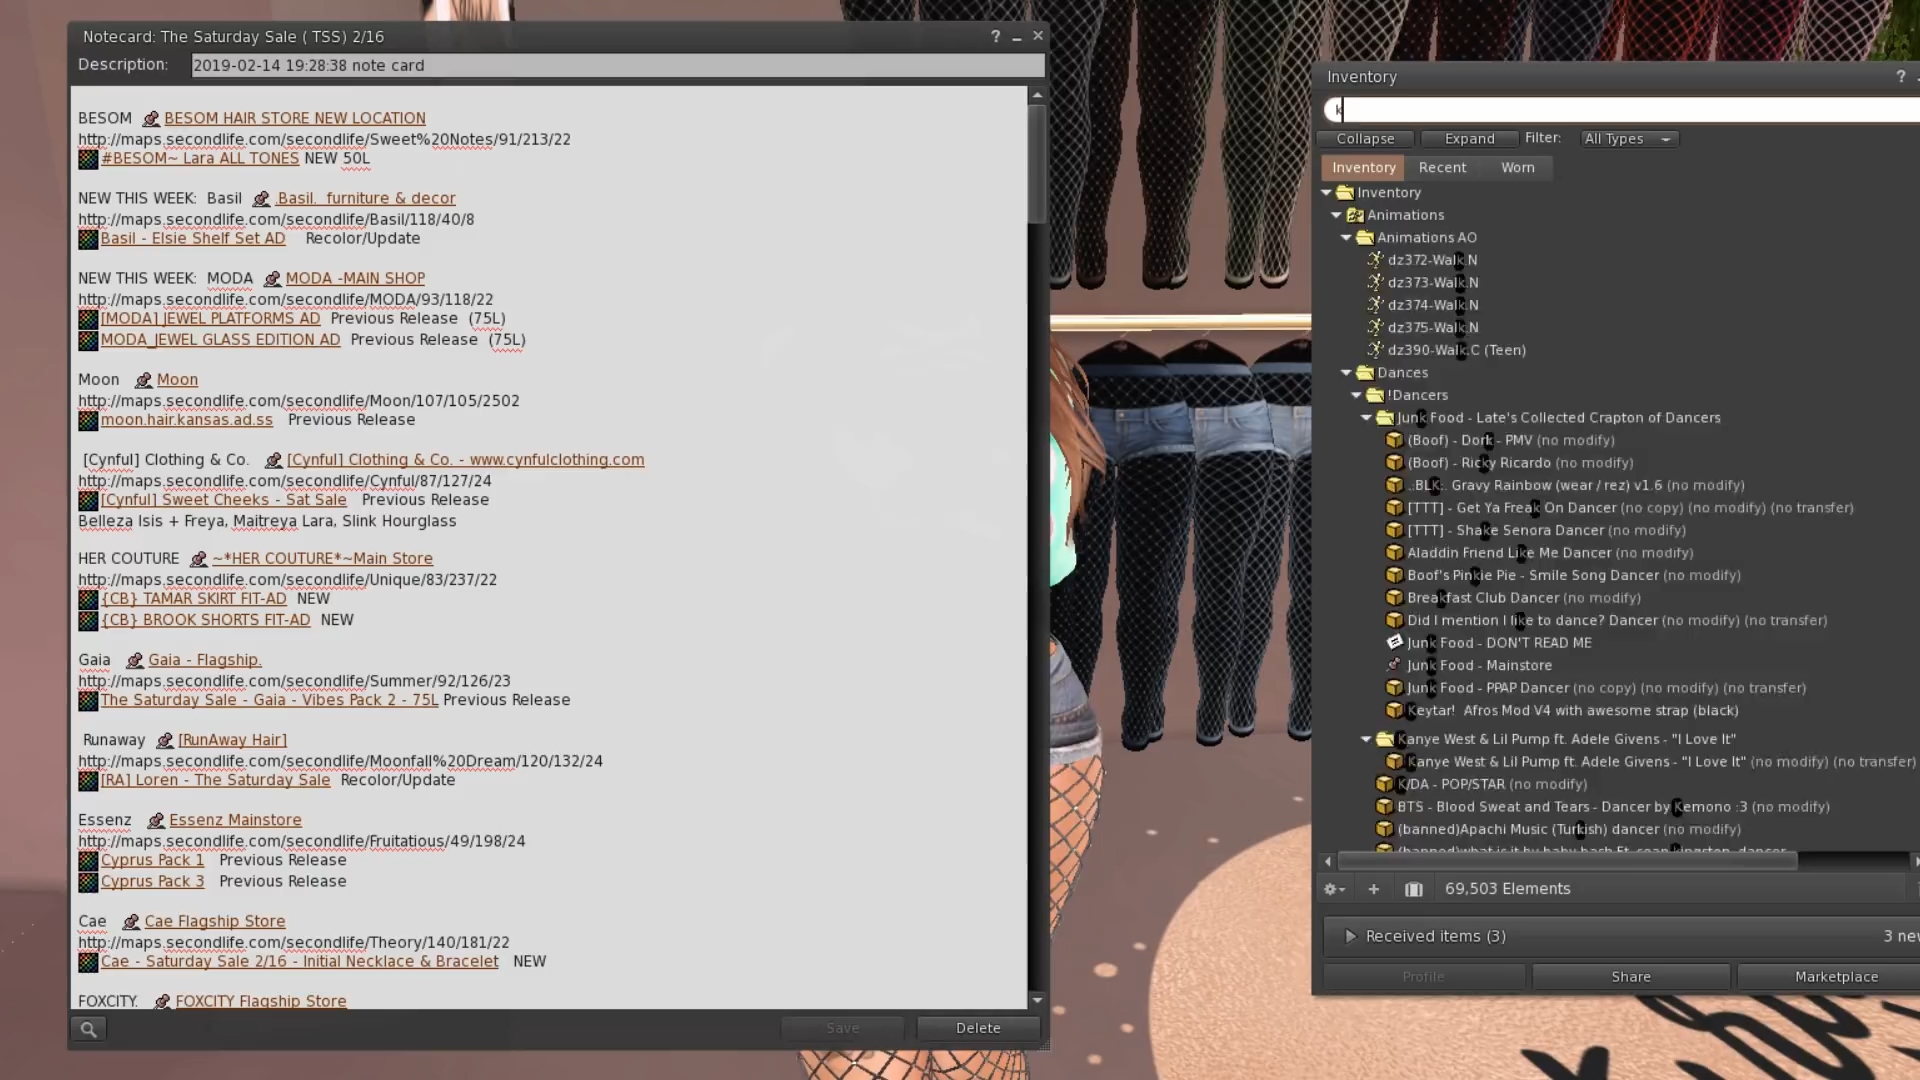 Notecard: The Saturday Sale ( TSS) 2/16
Description: 2019-02-14 19:28:38 note card
BESOM BESOM HAIR STORE NEW LOCATION
http://maps.secondlife.com/secondlife/Sweet%20Notes/91/213/22
#BESOM~ Lara ALL TONES NEW 50L
NEW THIS WEEK: Basil .Basil. furniture & decor
http://maps.secondlife.com/secondlife/Basil/118/40/8
Basil - Elsie Shelf Set AD Recolor/Update
NEW THIS WEEK: MODA MODA -MAIN SHOP
http://maps.secondlife.com/secondlife/MODA/93/118/22
[MODA] JEWEL PLATFORMS AD Previous Release (75L)
MODA_JEWEL GLASS EDITION AD Previous Release (75L)
Moon Moon
http://maps.secondlife.com/secondlife/Moon/107/105/2502
moon.hair.kansas.ad.ss Previous Release
[Cynful] Clothing & Co. [Cynful] Clothing & Co. - www.cynfulclothing.com
http://maps.secondlife.com/secondlife/Cynful/87/127/24
[Cynful] Sweet Cheeks - Sat Sale Previous Release
Belleza Isis + Freya, Maitreya Lara, Slink Hourglass
HER COUTURE ~*HER COUTURE*~Main Store
http://maps.secondlife.com/secondlife/Unique/83/237/22
{CB} TAMAR SKIRT FIT-AD NEW
{CB} BROOK SHORTS FIT-AD NEW
Gaia Gaia - Flagship.
http://maps.secondlife.com/secondlife/Summer/92/126/23
The Saturday Sale - Gaia - Vibes Pack 2 - 75L Previous Release
Runaway [RunAway Hair]
http://maps.secondlife.com/secondlife/Moonfall%20Dream/120/132/24
[RA] Loren - The Saturday Sale Recolor/Update
Essenz Essenz Mainstore
http://maps.secondlife.com/secondlife/Fruitatious/49/198/24
Cyprus Pack 1 Previous Release
Cyprus Pack 3 Previous Release
Cae Cae Flagship Store
http://maps.secondlife.com/secondlife/Theory/140/181/22
Cae - Saturday Sale 2/16 - Initial Necklace & Bracelet NEW
FOXCITY. FOXCITY Flagship Store
Save Delete
Inventory ?
k
Collapse Expand Filter: All Types
Inventory Recent Worn
Inventory
Animations
Animations AO
dz372-Walk.N
dz373-Walk.N
dz374-Walk.N
dz375-Walk.N
dz390-Walk.C (Teen)
Dances
!Dancers
Junk Food - Late's Collected Crapton of Dancers
(Boof) - Dork - PMV (no modify)
(Boof) - Ricky Ricardo (no modify)
.:BLK:. Gravy Rainbow (wear / rez) v1.6 (no modify)
[TTT] - Get Ya Freak On Dancer (no copy) (no modify) (no transfer)
[TTT] - Shake Senora Dancer (no modify)
Aladdin Friend Like Me Dancer (no modify)
Boof's Pinkie Pie - Smile Song Dancer (no modify)
Breakfast Club Dancer (no modify)
Did I mention I like to dance? Dancer (no modify) (no transfer)
Junk Food - DON'T READ ME
Junk Food - Mainstore
Junk Food - PPAP Dancer (no copy) (no modify) (no transfer)
Keytar! Afros Mod V4 with awesome strap (black)
Kanye West & Lil Pump ft. Adele Givens - "I Love It"
Kanye West & Lil Pump ft. Adele Givens - "I Love It" (no modify) (no transfer)
K/DA - POP/STAR (no modify)
BTS - Blood Sweat and Tears - Dancer by Kemono :3 (no modify)
(banned)Apachi Music (Turkish) dancer (no modify)
(banned)what is it by baby bash Ft. sean kingston dancer
69,503 Elements
Received items (3) 3 new
Profile Share Marketplace